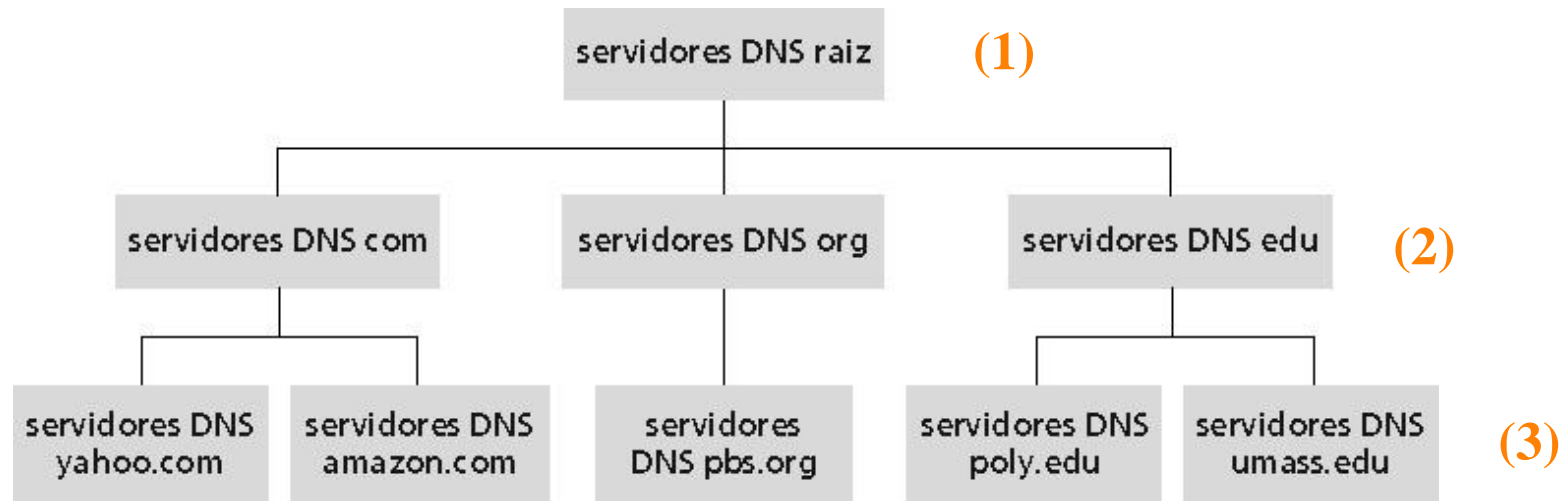 servidores DNS raiz
(1)
servidores DNS com
servidores DNS org
servidores DNS edu
(2)
servidores DNS
yahoo.com
servidores DNS
amazon.com
servidores
DNS pbs.org
servidores DNS
poly.edu
servidores DNS
umass.edu
(3)